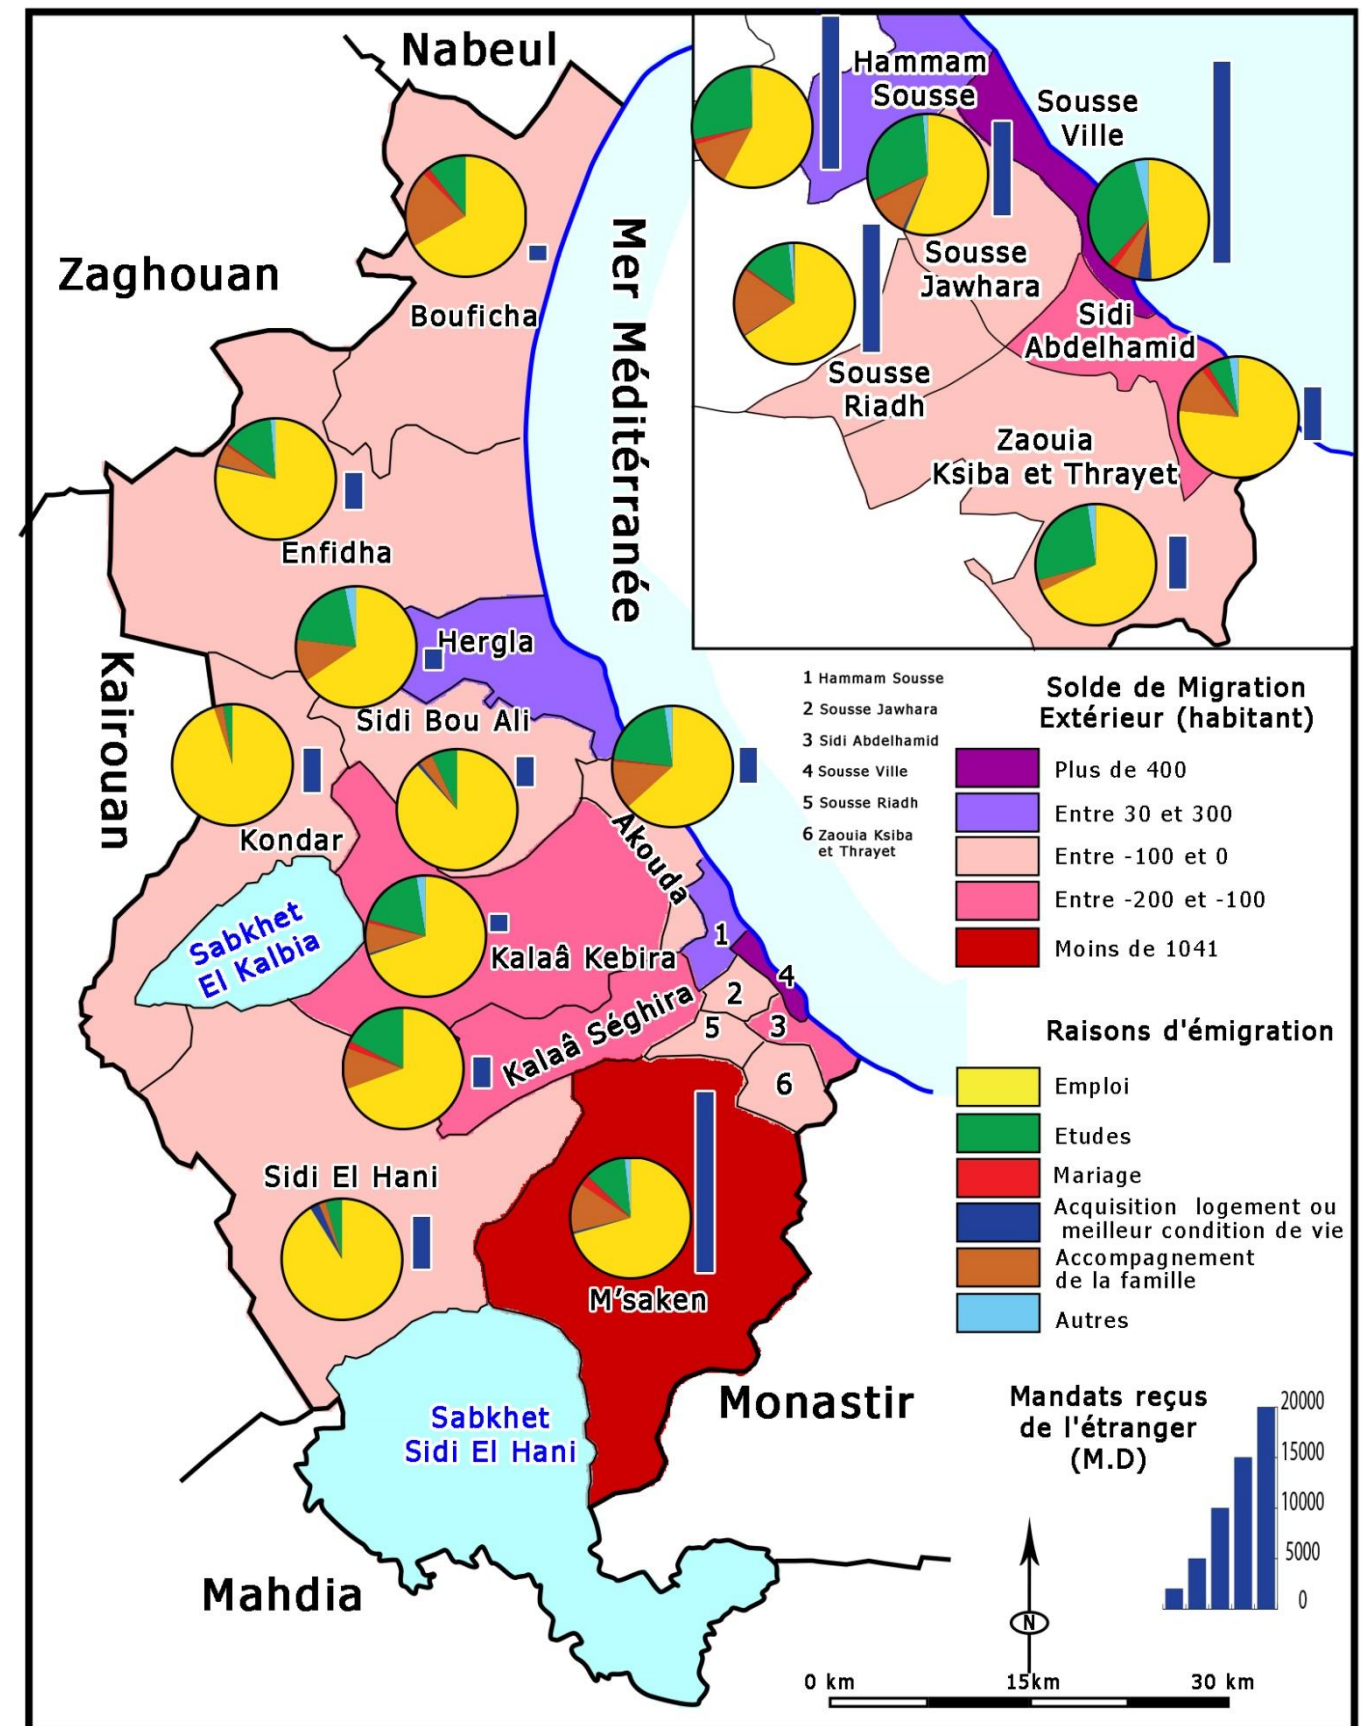 Nabeul
Zaghouan
Kairouan
Mahdia
Monastir
Mer Méditérranée
Bouficha
Enfidha
Hergla
Sidi Bou Ali
Kondar
Akouda
Sabkhet
El Kalbia
Kalaâ Kebira
Kalaâ Séghira
Sidi El Hani
M'saken
Sabkhet
Sidi El Hani
1
2
3
4
5
6
Hammam
Sousse
Sousse
Ville
Sousse
Jawhara
Sidi
Abdelhamid
Sousse
Riadh
Zaouia
Ksiba et Thrayet
1 Hammam Sousse
2 Sousse Jawhara
3 Sidi Abdelhamid
4 Sousse Ville
5 Sousse Riadh
6 Zaouia Ksiba
et Thrayet
Solde de Migration
Extérieur (habitant)
Plus de 400
Entre 30 et 300
Entre -100 et 0
Entre -200 et -100
Moins de 1041
Raisons d'émigration
Emploi
Etudes
Mariage
Acquisition logement ou
meilleur condition de vie
Accompagnement
de la famille
Autres
Mandats reçus
de l'étranger
(M.D)
20000
15000
10000
5000
0
N
0 km 15km 30 km